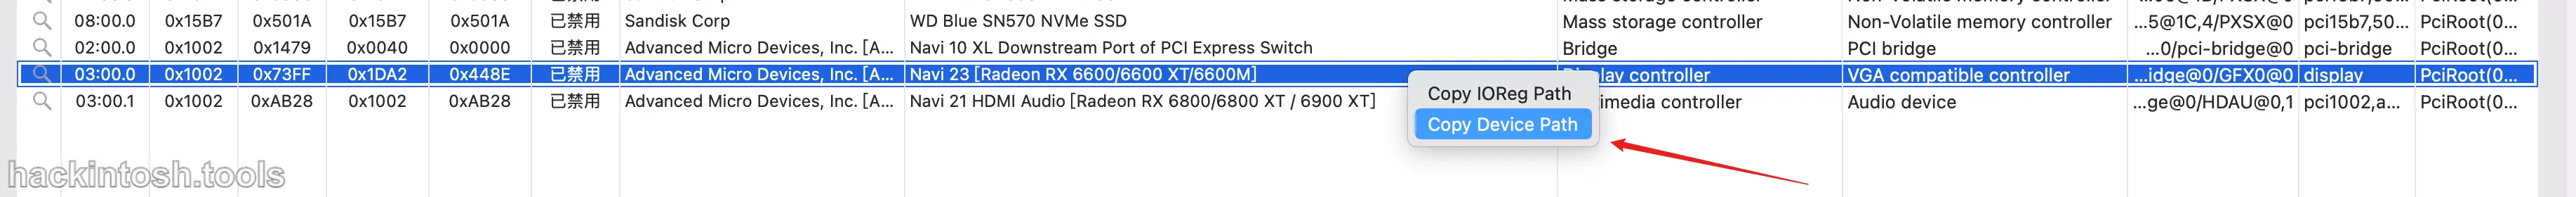 08:00.0 0x15B7 0x501A 0x15B7 0x501A 已禁用 Sandisk Corp WD Blue SN570 NVMe SSD Mass storage controller Non-Volatile memory controller ...5@1C,4/PXSX@0 pci15b7,50... PciRoot(0...
02:00.0 0x1002 0x1479 0x0040 0x0000 已禁用 Advanced Micro Devices, Inc. [A... Navi 10 XL Downstream Port of PCI Express Switch Bridge PCI bridge ...0/pci-bridge@0 pci-bridge PciRoot(0...
03:00.0 0x1002 0x73FF 0x1DA2 0x448E 已禁用 Advanced Micro Devices, Inc. [A... Navi 23 [Radeon RX 6600/6600 XT/6600M] controller VGA compatible controller ...idge@0/GFX0@0 display PciRoot(0...
Copy IOReg Path
03:00.1 0x1002 0xAB28 0x1002 0xAB28 已禁用 Advanced Micro Devices, Inc. [A... Navi 21 HDMI Audio [Radeon RX 6800/6800 XT / 6900 XT] imedia controller Audio device ...ge@0/HDAU@0,1 pci1002,a... PciRoot(0...
Copy Device Path
hackintosh.tools